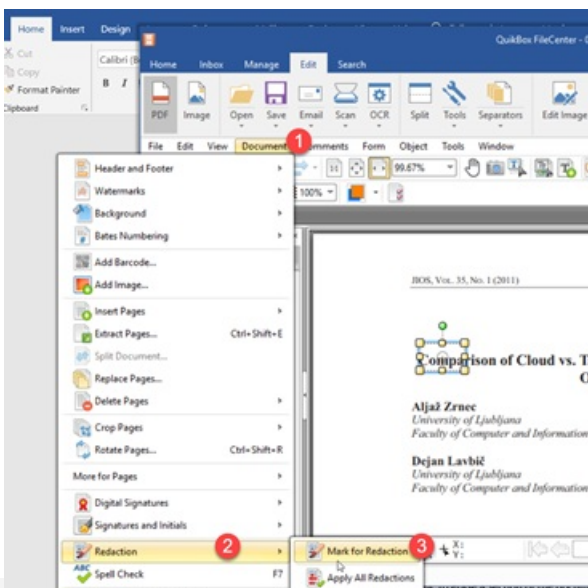 Home Insert Design
Cut
Copy
Format Painter
Clipboard
Calibri (B
B I
QuikBox FileCenter -
Home Inbox Manage Edit Search
PDF Image Open Save Email Scan OCR Split Tools Separators Edit Image
File Edit View Document 1 Comments Form Object Tools Window
99.67%
100%
Header and Footer
Watermarks
Background
Bates Numbering
Add Barcode...
Add Image...
Insert Pages
Extract Pages... Ctrl+Shift+E
Split Document...
Replace Pages...
Delete Pages
Crop Pages
Rotate Pages... Ctrl+Shift+R
More for Pages
Digital Signatures
Signatures and Initials
Redaction 2
Spell Check F7
Mark for Redaction 3
Apply All Redactions
X:
Y:
JIOS, VOL. 35, NO. 1 (2011)
Comparison of Cloud vs. T
Aljaž Zrnec
University of Ljubljana
Faculty of Computer and Information
Dejan Lavbič
University of Ljubljana
Faculty of Computer and Information